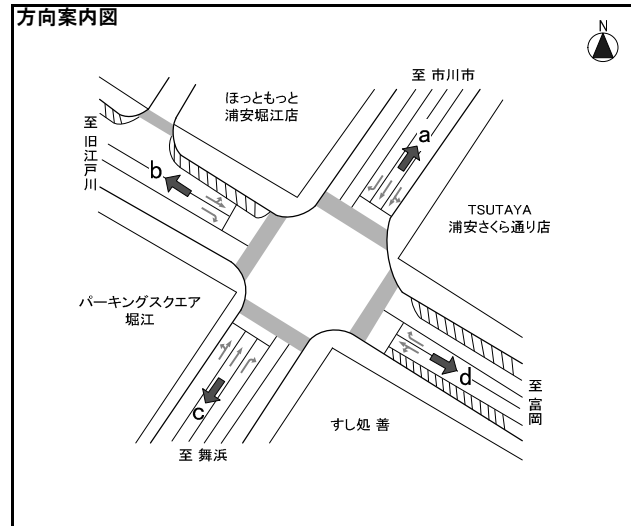 方向案内図
N
至 市川市
ほっともっと
浦安堀江店
a
至 旧江戸川
b
TSUTAYA
浦安さくら通り店
パーキングスクエア
堀江
d
至 富岡
c
すし処 善
至 舞浜